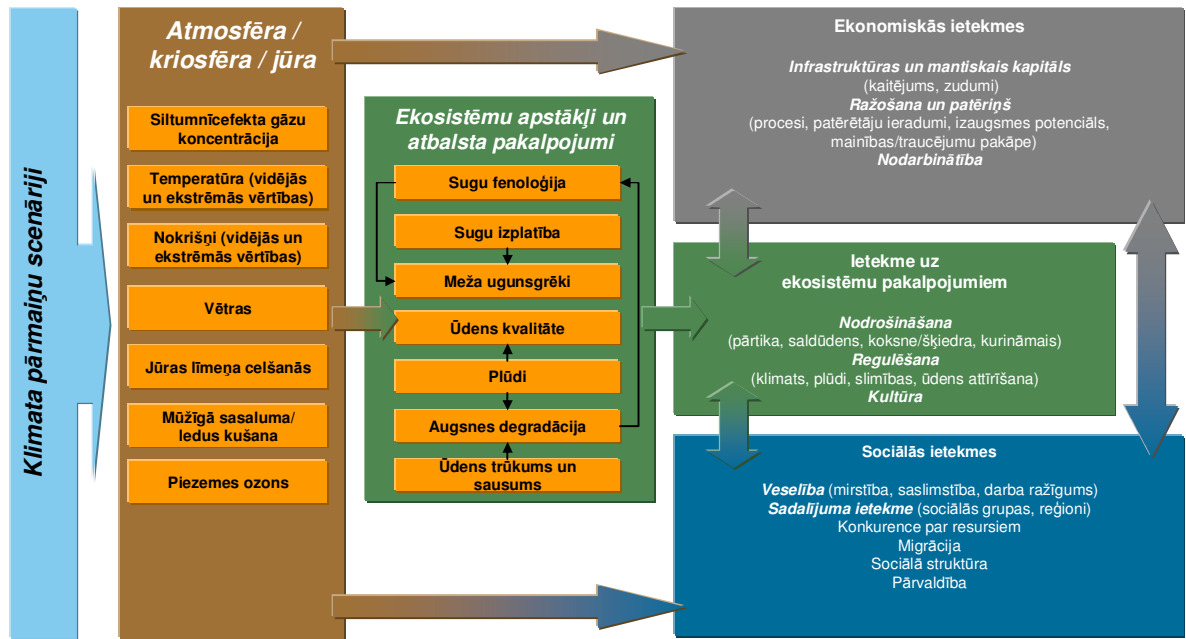 Klimata pārmaiņu scenāriji
Atmosfēra /
kriosfēra / jūra
Siltumnīcefekta gāzu
koncentrācija
Temperatūra (vidējās
un ekstrēmās vērtības)
Nokrišņi (vidējās un
ekstrēmās vērtības)
Vētras
Jūras līmeņa celšanās
Mūžīgā sasaluma/
ledus kušana
Piezemes ozons
Ekosistēmu apstākļi un
atbalsta pakalpojumi
Sugu fenoloģija
Sugu izplatība
Meža ugunsgrēki
Ūdens kvalitāte
Plūdi
Augsnes degradācija
Ūdens trūkums un
sausums
Ekonomiskās ietekmes
Infrastruktūras un mantiskais kapitāls
(kaitējums, zudumi)
Ražošana un patēriņš
(procesi, patērētāju ieradumi, izaugsmes potenciāls,
mainības/traucējumu pakāpe)
Nodarbinātība
Ietekme uz
ekosistēmu pakalpojumiem
Nodrošināšana
(pārtika, saldūdens, koksne/šķiedra, kurināmais)
Regulēšana
(klimats, plūdi, slimības, ūdens attīrīšana)
Kultūra
Sociālās ietekmes
Veselība (mirstība, saslimstība, darba ražīgums)
Sadalījuma ietekme (sociālās grupas, reģioni)
Konkurence par resursiem
Migrācija
Sociālā struktūra
Pārvaldība